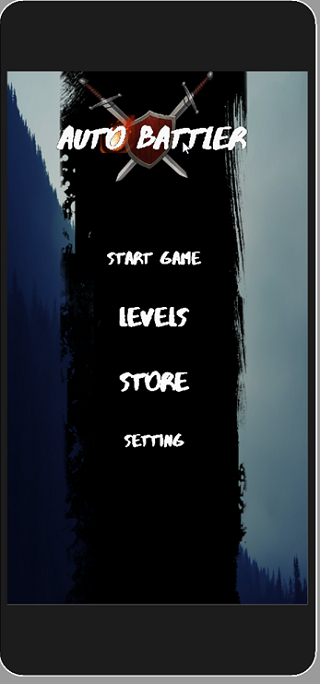 AUTO BATTLER
START GAME
LEVELS
STORE
SETTING